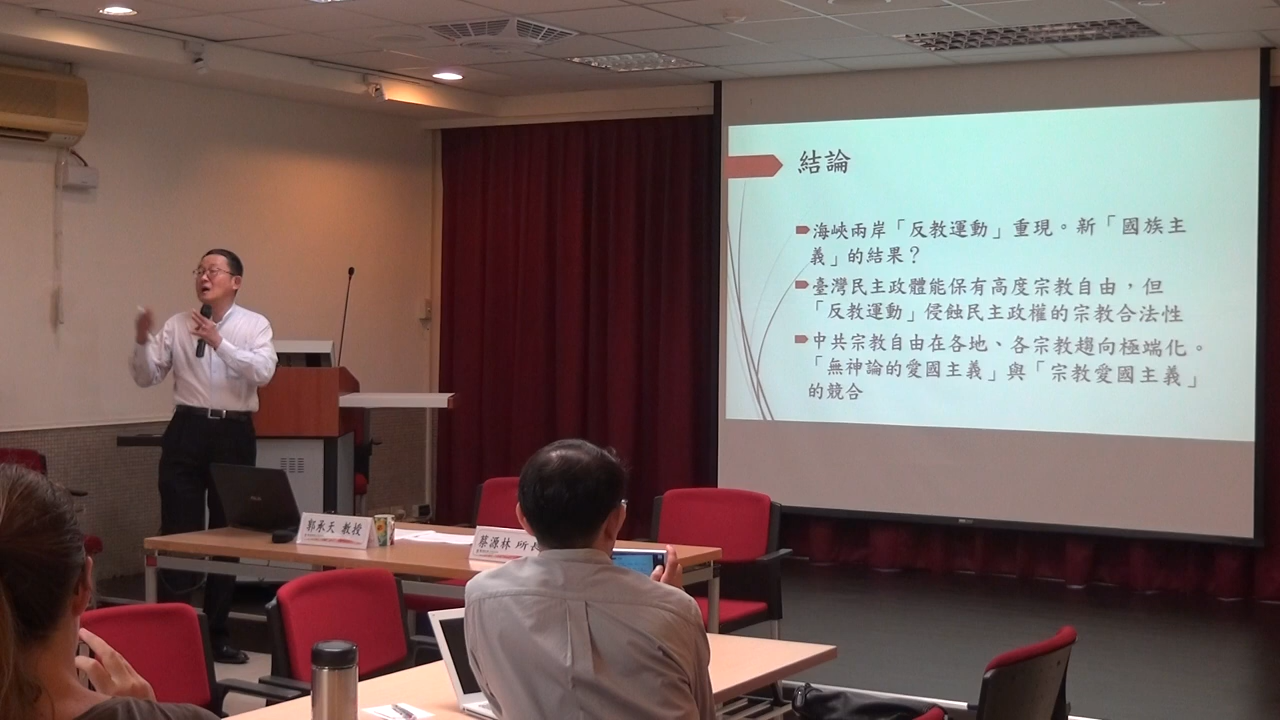 結論
海峽兩岸「反教運動」重現。新「國族主
義」的結果？
臺灣民主政體能保有高度宗教自由，但
「反教運動」侵蝕民主政權的宗教合法性
中共宗教自由在各地、各宗教趨向極端化。
「無神論的愛國主義」與「宗教愛國主義」
的競合
郭承天 教授
蔡源林 所長